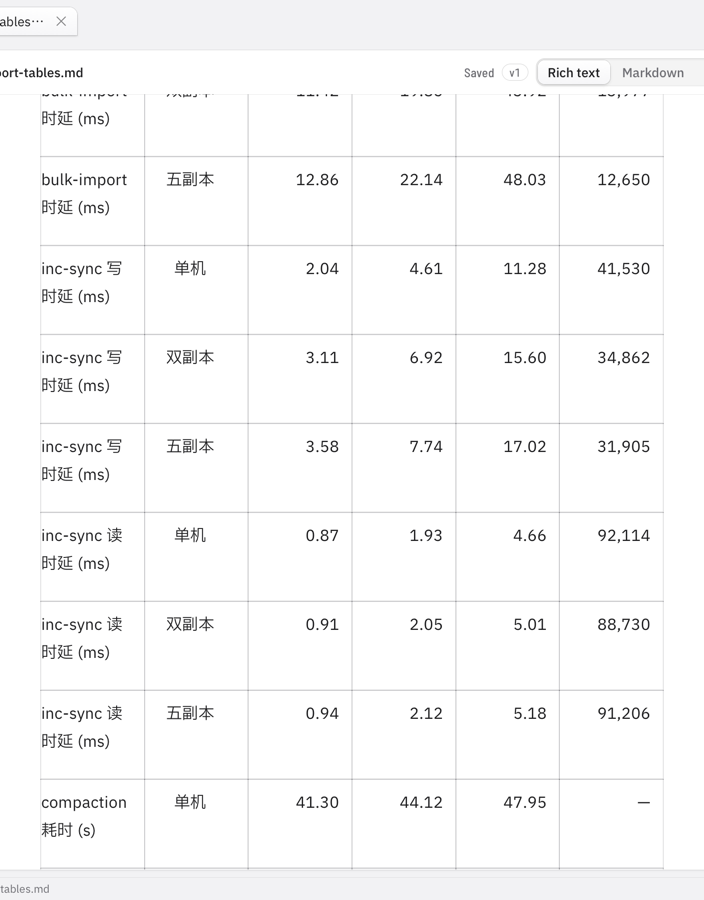 ables···
ort-tables.md
Saved v1 Rich text Markdown
时延 (ms)
bulk-import 五副本 12.86 22.14 48.03 12,650
时延 (ms)
inc-sync 写 单机 2.04 4.61 11.28 41,530
时延 (ms)
inc-sync 写 双副本 3.11 6.92 15.60 34,862
时延 (ms)
inc-sync 写 五副本 3.58 7.74 17.02 31,905
时延 (ms)
inc-sync 读 单机 0.87 1.93 4.66 92,114
时延 (ms)
inc-sync 读 双副本 0.91 2.05 5.01 88,730
时延 (ms)
inc-sync 读 五副本 0.94 2.12 5.18 91,206
时延 (ms)
compaction 单机 41.30 44.12 47.95 —
耗时 (s)
tables.md